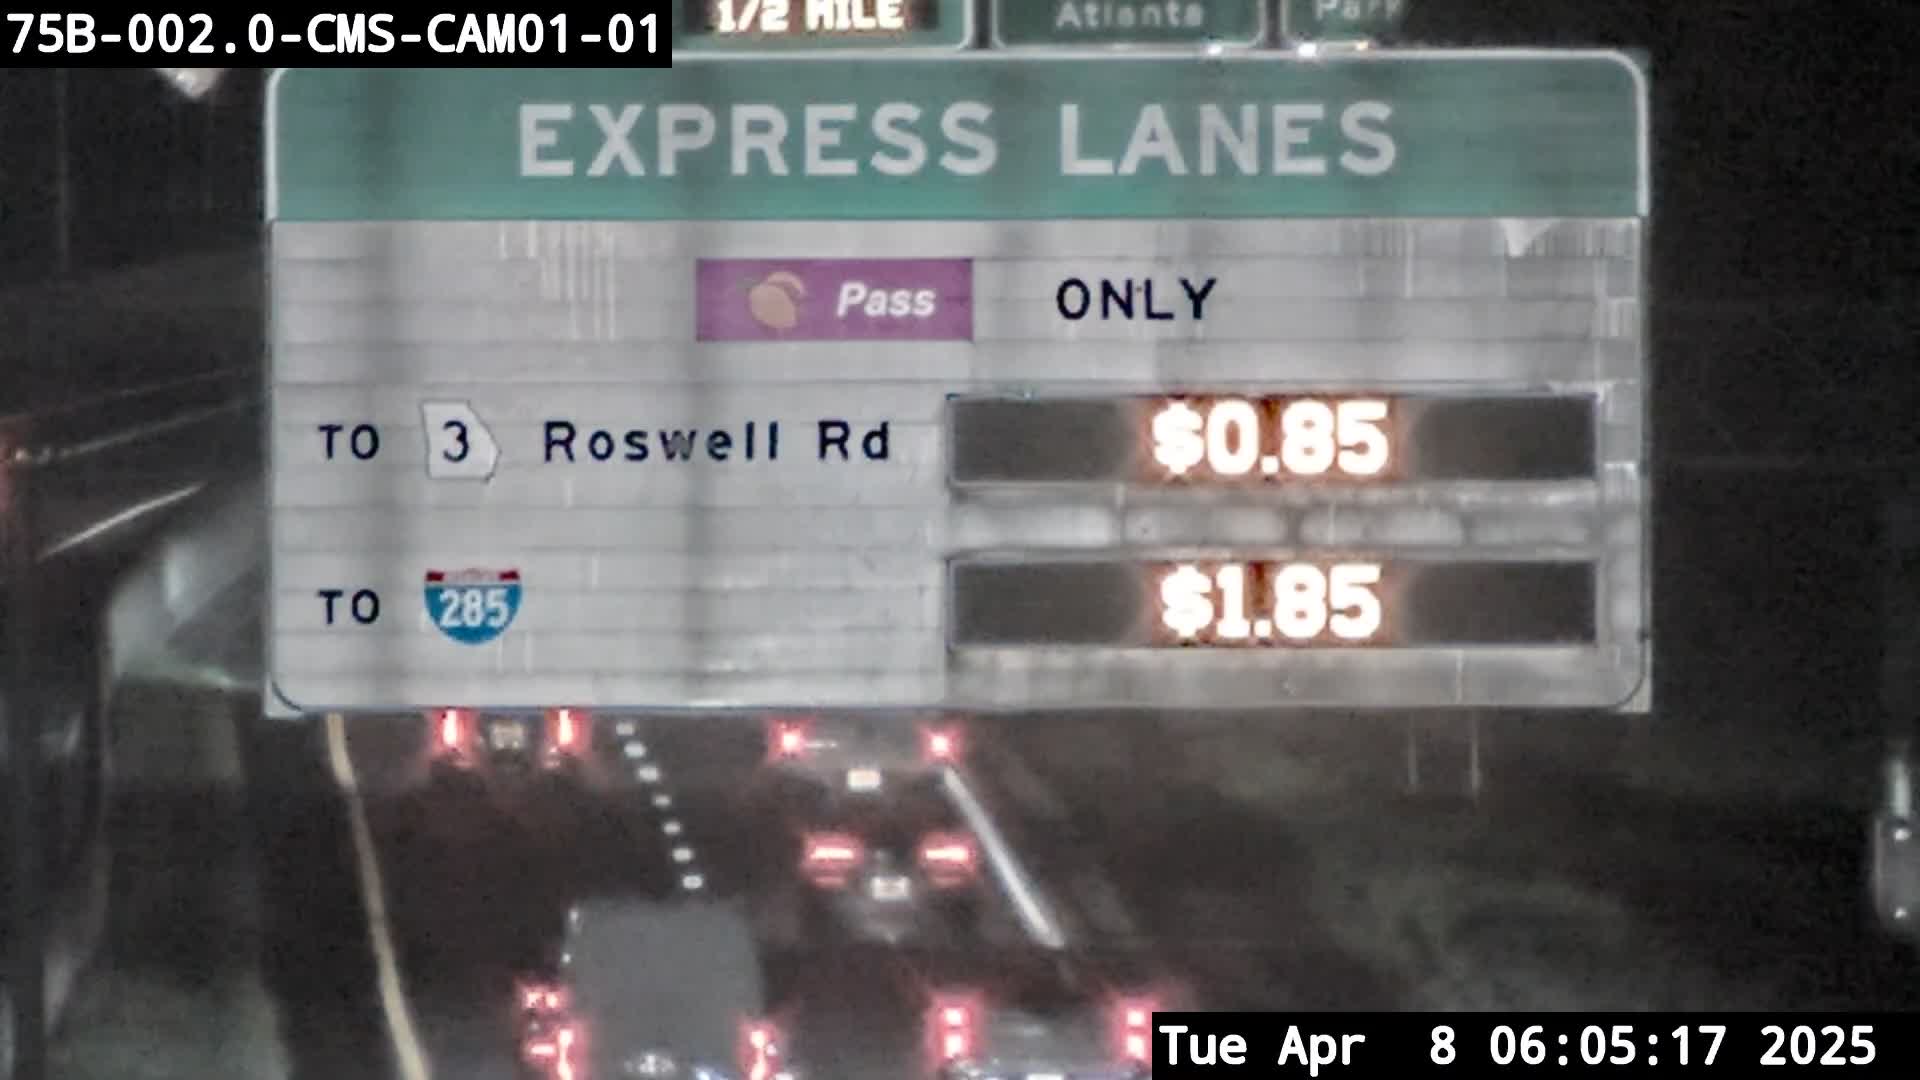 75B-002.0-CMS-CAM01-01
1/2 MILE
Atlanta
Park
EXPRESS LANES
Pass ONLY
TO 3 Roswell Rd $0.85
TO 285 $1.85
Tue Apr 8 06:05:17 2025